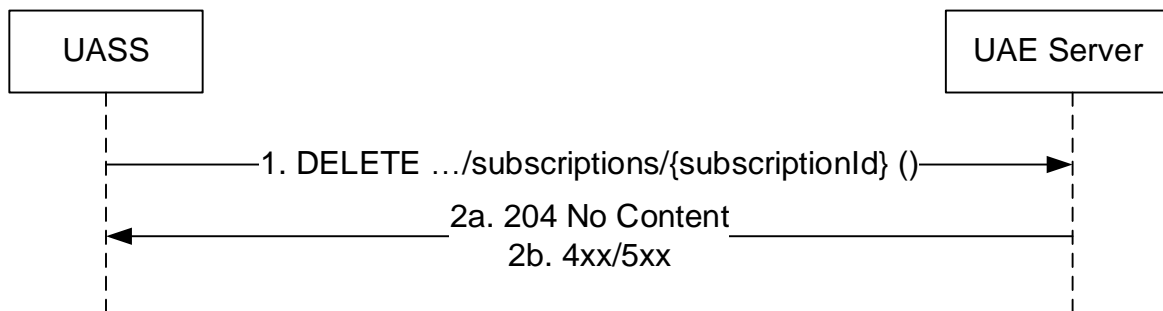 UASS
UAE Server
1. DELETE …/subscriptions/{subscriptionId} ()
2a. 204 No Content
2b. 4xx/5xx